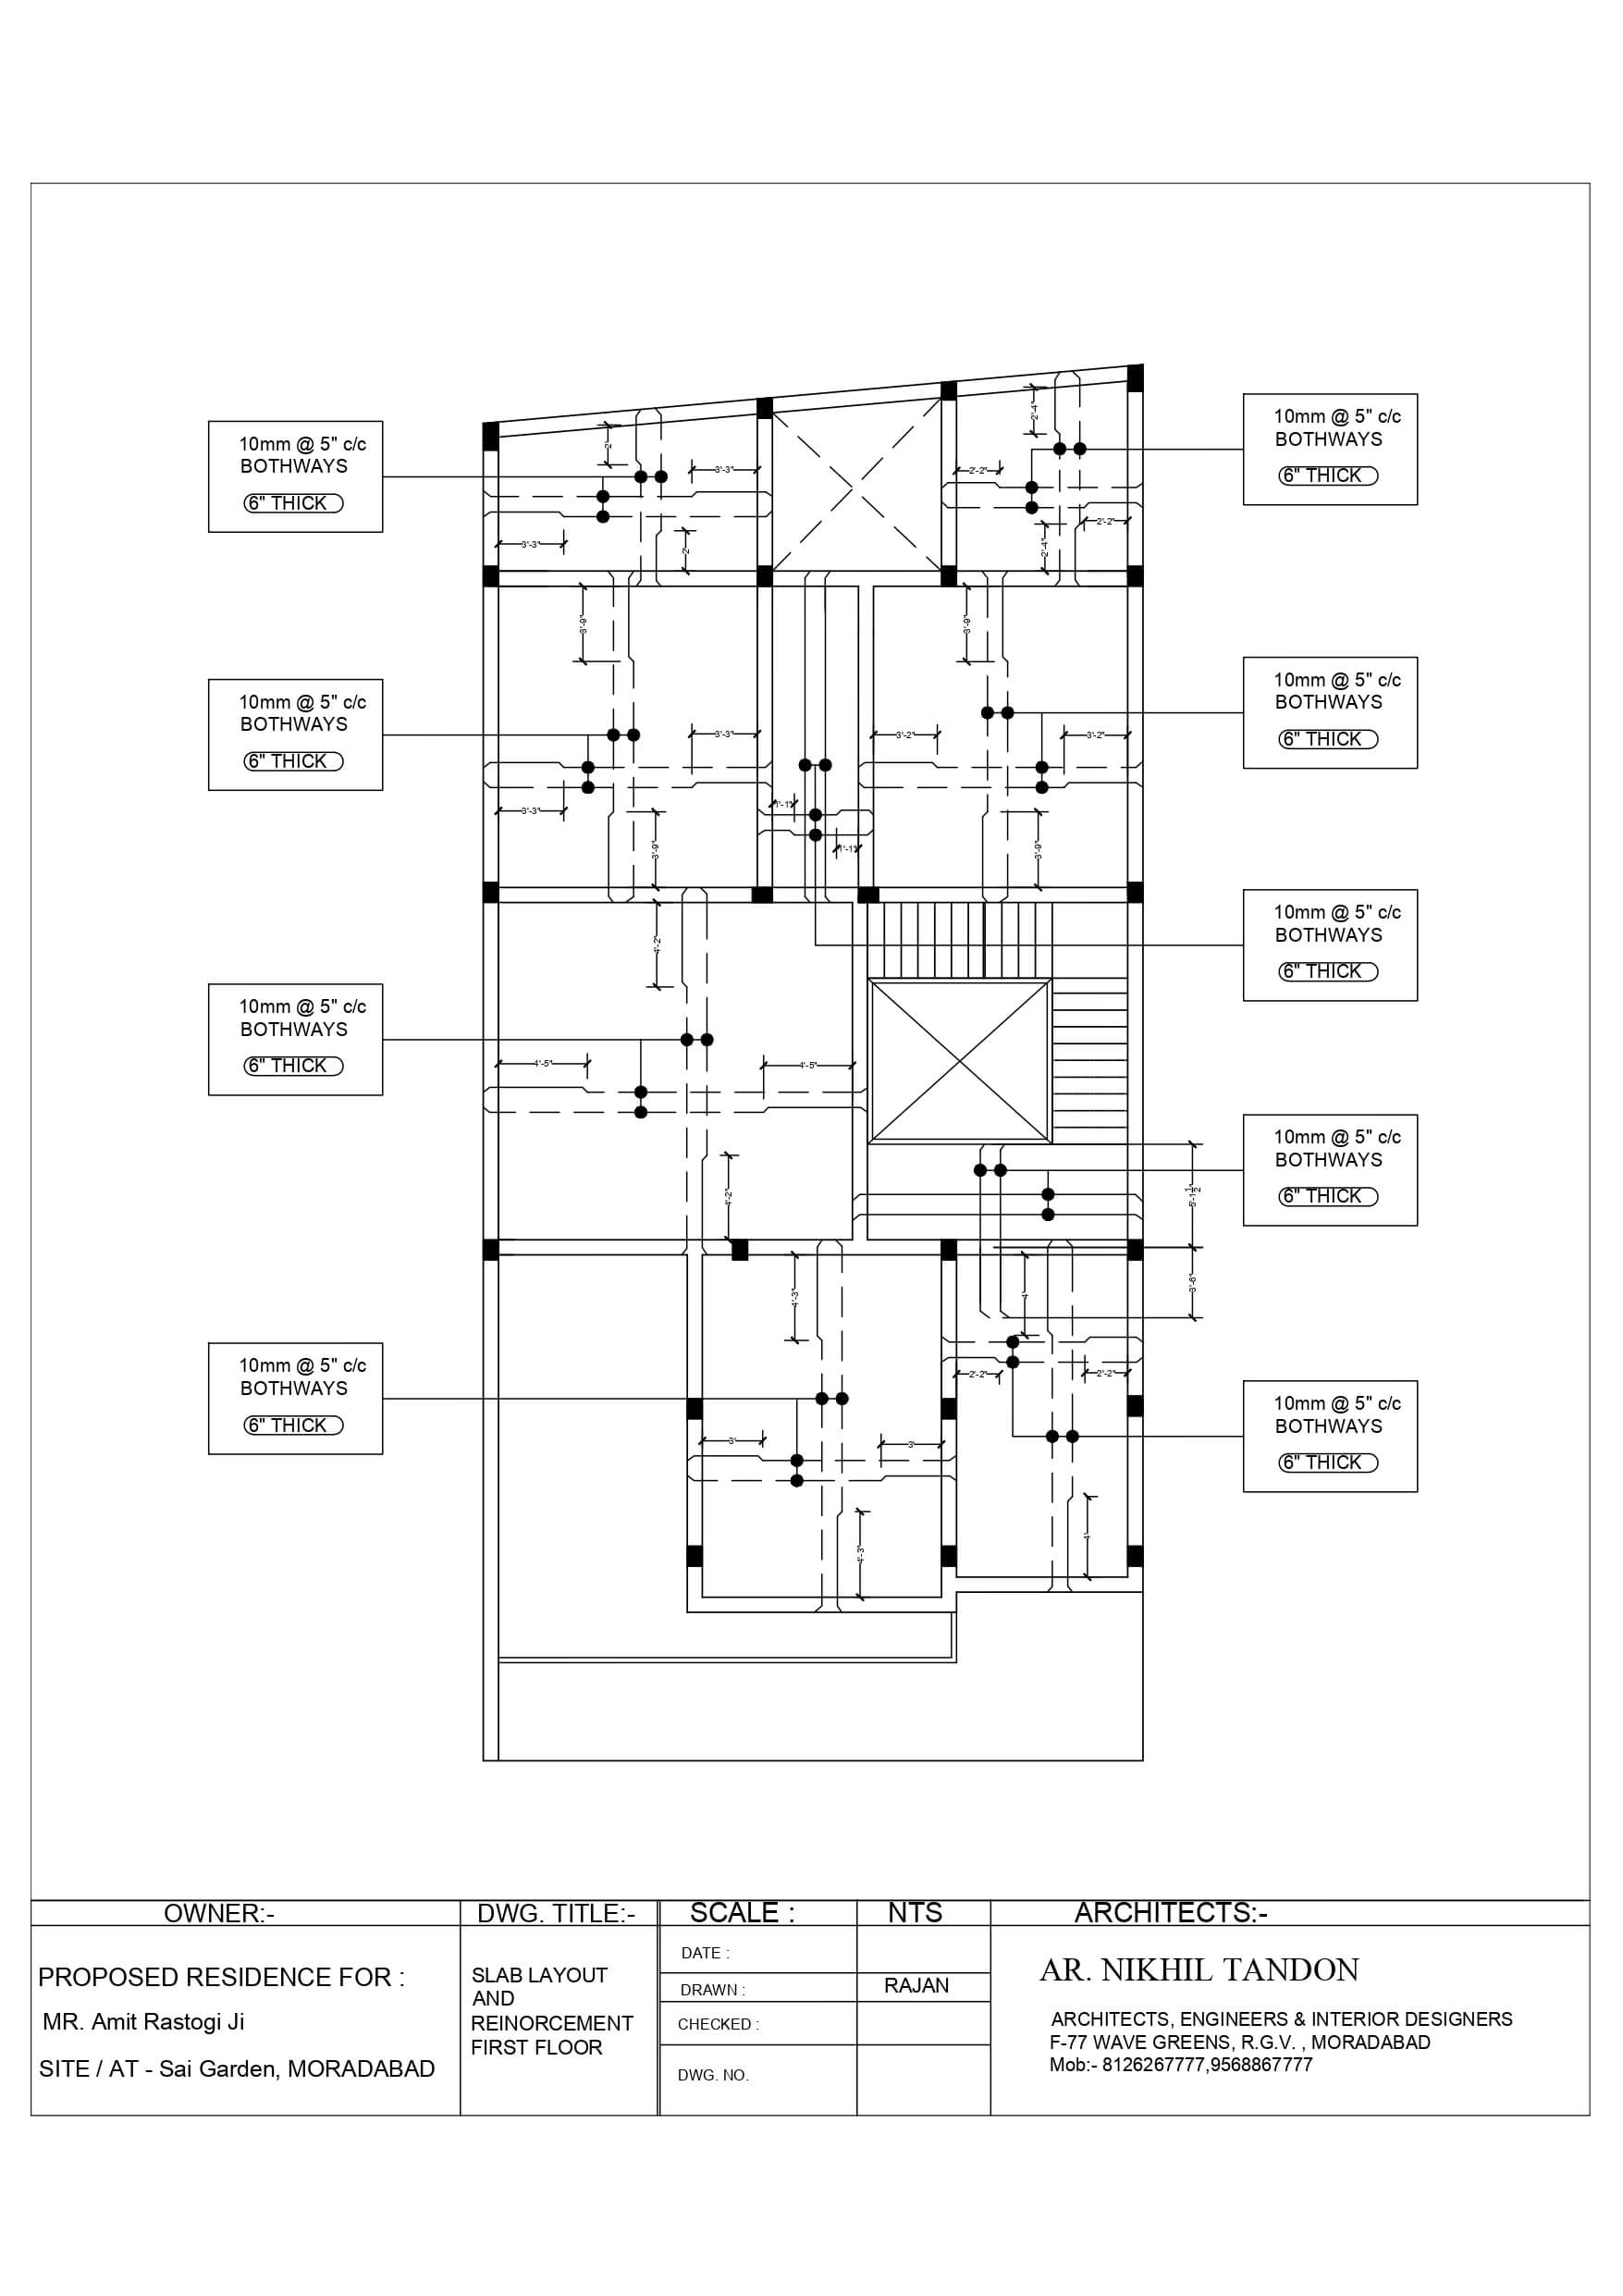 10mm @ 5" c/c
BOTHWAYS
6" THICK
10mm @ 5" c/c
BOTHWAYS
6" THICK
10mm @ 5" c/c
BOTHWAYS
6" THICK
10mm @ 5" c/c
BOTHWAYS
6" THICK
10mm @ 5" c/c
BOTHWAYS
6" THICK
10mm @ 5" c/c
BOTHWAYS
6" THICK
10mm @ 5" c/c
BOTHWAYS
6" THICK
10mm @ 5" c/c
BOTHWAYS
6" THICK
10mm @ 5" c/c
BOTHWAYS
6" THICK
2'
3'-3"
3'-3"
2'
2'-4"
2'-2"
2'-2"
2'-4"
3'-9"
3'-3"
3'-3"
3'-9"
1'-1"
1'-1"
3'-9"
3'-2"
3'-2"
3'-9"
4'-2"
4'-5"
4'-5"
4'-2"
5'-1½"
3'-6"
4'-3"
3'
3'
4'-3"
4'
2'-2"
2'-2"
4'
OWNER:-
PROPOSED RESIDENCE FOR :
MR. Amit Rastogi Ji
SITE / AT - Sai Garden, MORADABAD
DWG. TITLE:-
SLAB LAYOUT
AND
REINORCEMENT
FIRST FLOOR
SCALE : NTS
DATE :
DRAWN : RAJAN
CHECKED :
DWG. NO.
ARCHITECTS:-
AR. NIKHIL TANDON
ARCHITECTS, ENGINEERS & INTERIOR DESIGNERS
F-77 WAVE GREENS, R.G.V. , MORADABAD
Mob:- 8126267777,9568867777